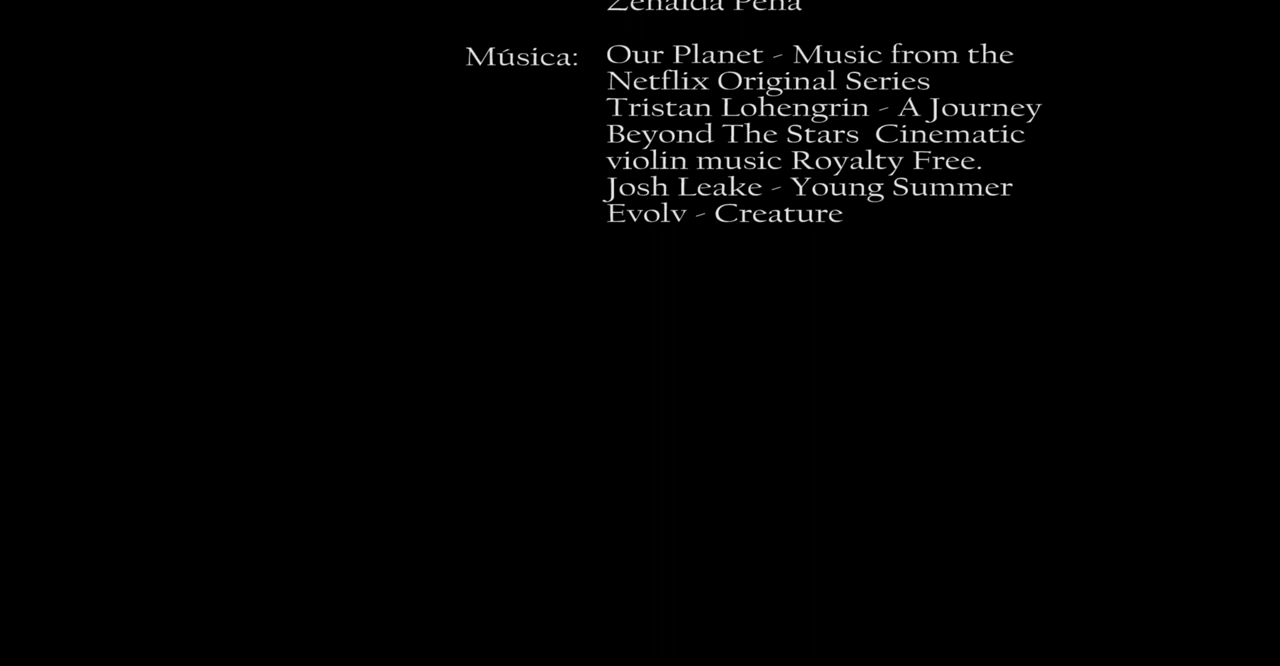 Zenaida Peña
Música: Our Planet - Music from the
Netflix Original Series
Tristan Lohengrin - A Journey
Beyond The Stars Cinematic
violin music Royalty Free.
Josh Leake - Young Summer
Evolv - Creature